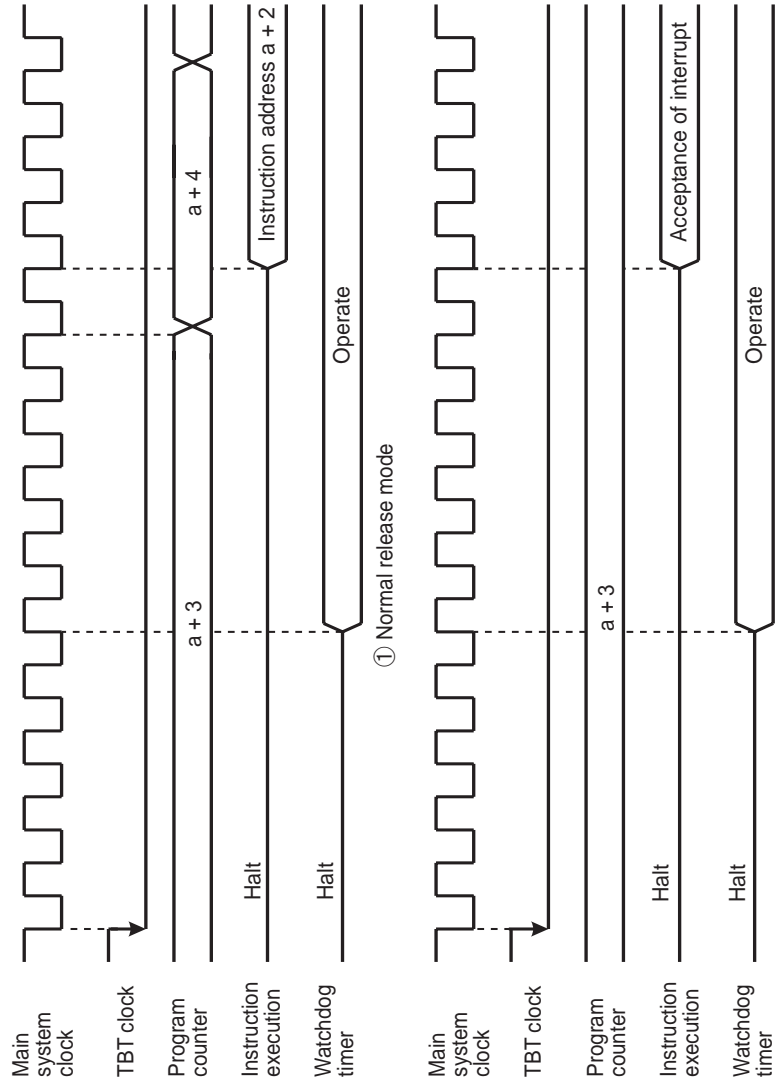 Main
system
clock
TBT clock
Program
counter
a + 3
a + 4
Instruction
execution
Halt
Instruction address a + 2
Watchdog
timer
Halt
Operate
① Normal release mode
Main
system
clock
TBT clock
Program
counter
a + 3
Instruction
execution
Halt
Acceptance of interrupt
Watchdog
timer
Halt
Operate